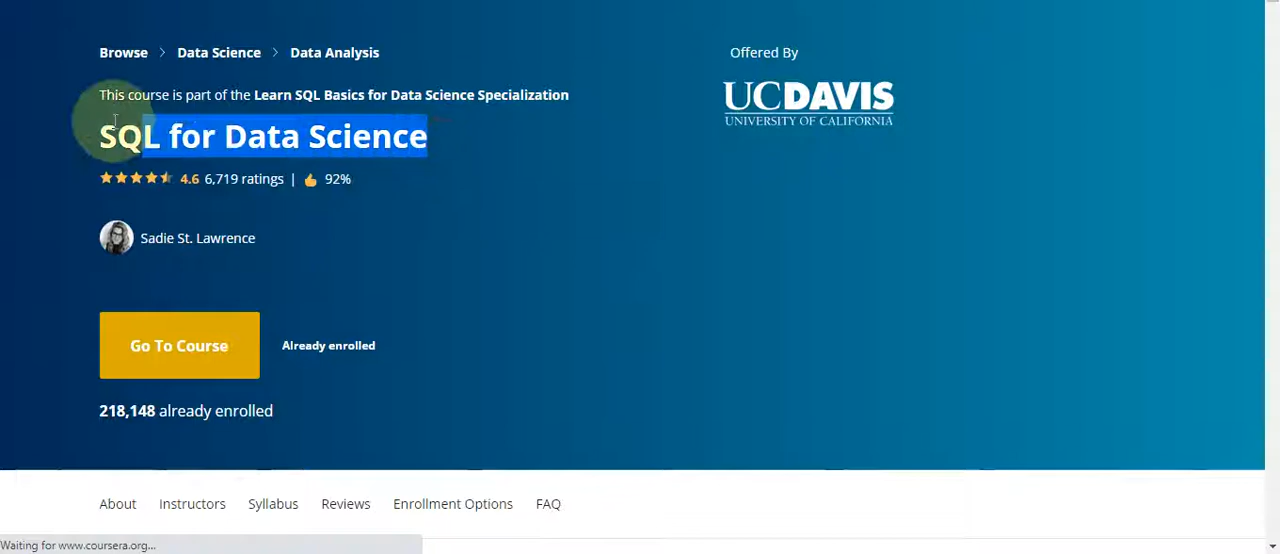 Browse > Data Science > Data Analysis
Offered By
This course is part of the Learn SQL Basics for Data Science Specialization
UCDAVIS
UNIVERSITY OF CALIFORNIA
SQL for Data Science
4.6 6,719 ratings | 92%
Sadie St. Lawrence
Go To Course Already enrolled
218,148 already enrolled
About Instructors Syllabus Reviews Enrollment Options FAQ
Waiting for www.coursera.org...